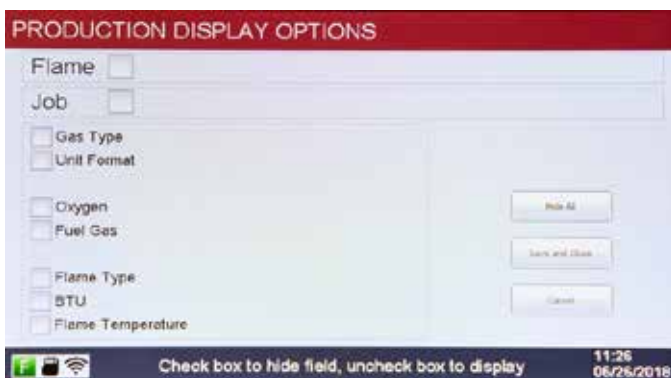 PRODUCTION DISPLAY OPTIONS
Flame
Job
Gas Type
Unit Format
Oxygen
Fuel Gas
Hide All
Save and Close
Flame Type
BTU
Cancel
Flame Temperature
F
Check box to hide field, uncheck box to display
11:26
06/26/2018